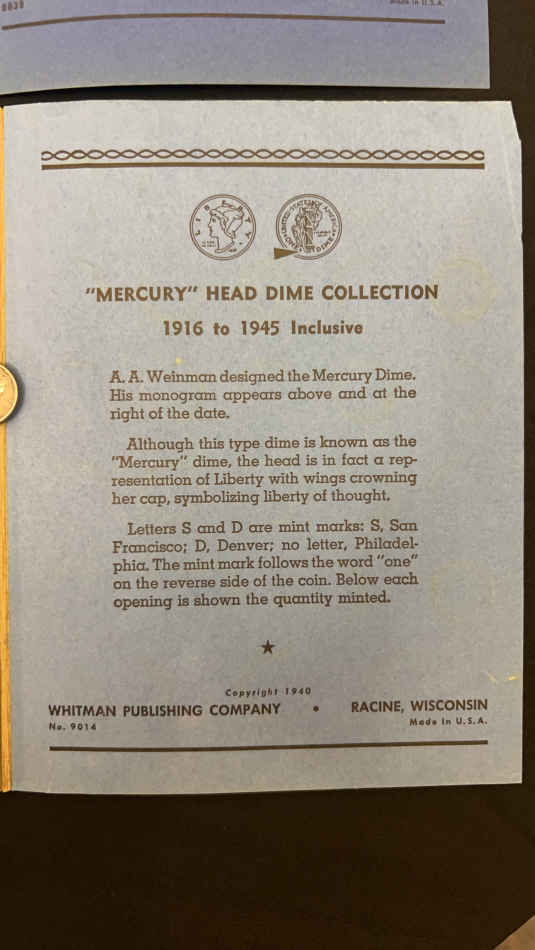 Made in U.S.A.
"MERCURY" HEAD DIME COLLECTION
1916 to 1945 Inclusive
A. A. Weinman designed the Mercury Dime.
His monogram appears above and at the
right of the date.
Although this type dime is known as the
"Mercury" dime, the head is in fact a rep-
resentation of Liberty with wings crowning
her cap, symbolizing liberty of thought.
Letters S and D are mint marks: S, San
Francisco; D, Denver; no letter, Philadel-
phia. The mint mark follows the word "one"
on the reverse side of the coin. Below each
opening is shown the quantity minted.
Copyright 1940
WHITMAN PUBLISHING COMPANY • RACINE, WISCONSIN
No. 9014 Made In U.S.A.